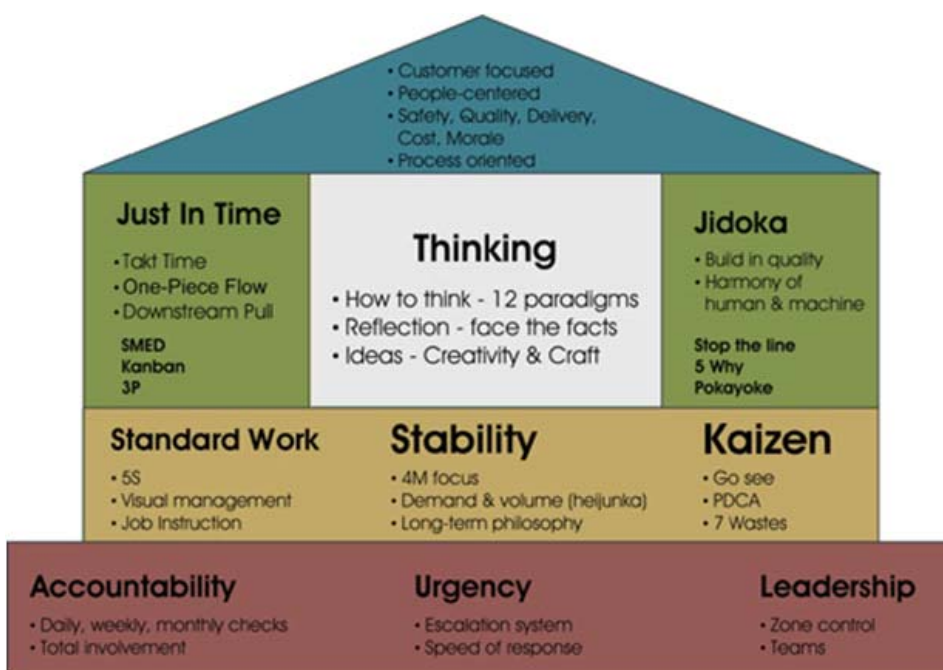 • Customer focused
• People-centered
• Safety, Quality, Delivery,
Cost, Morale
• Process oriented
Just In Time
• Takt Time
• One-Piece Flow
• Downstream Pull
SMED
Kanban
3P
Thinking
• How to think - 12 paradigms
• Reflection - face the facts
• Ideas - Creativity & Craft
Jidoka
• Build in quality
• Harmony of
human & machine
Stop the line
5 Why
Pokayoke
Standard Work
• 5S
• Visual management
• Job Instruction
Stability
• 4M focus
• Demand & volume (heijunka)
• Long-term philosophy
Kaizen
• Go see
• PDCA
• 7 Wastes
Accountability
• Daily, weekly, monthly checks
• Total involvement
Urgency
• Escalation system
• Speed of response
Leadership
• Zone control
• Teams